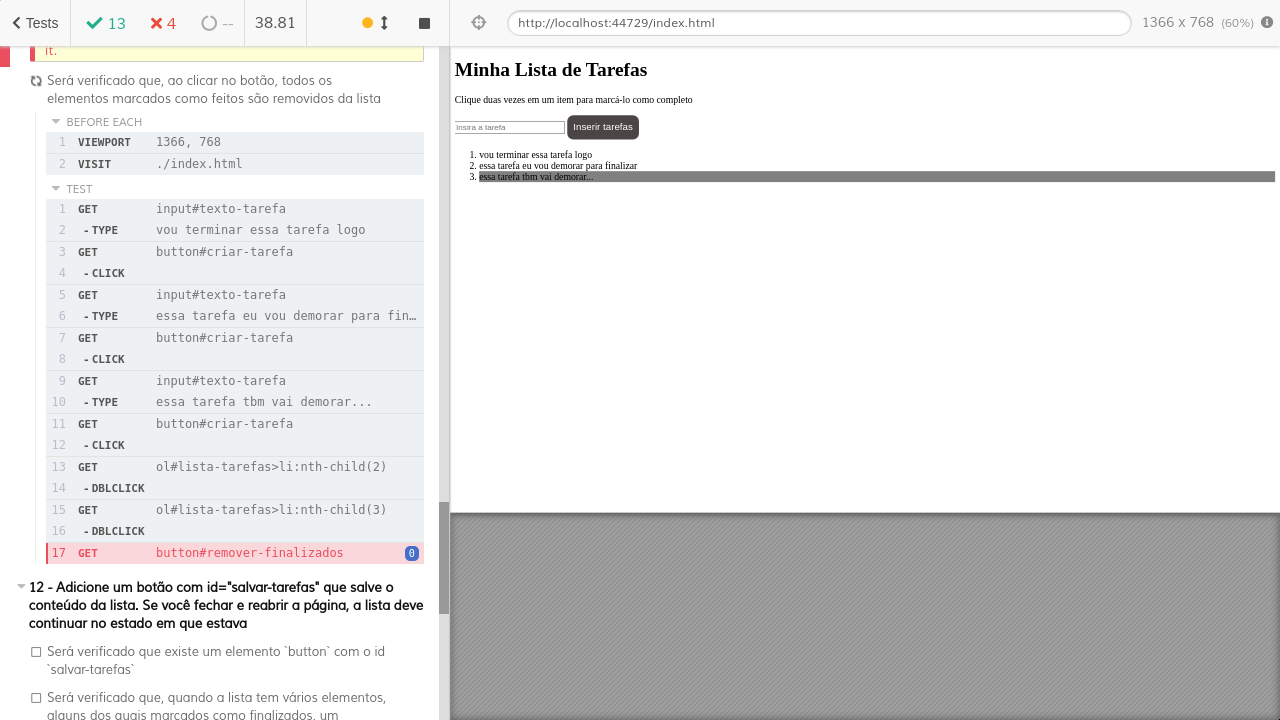 Tests
13
4
--
38.81
it.
Será verificado que, ao clicar no botão, todos os
elementos marcados como feitos são removidos da lista
BEFORE EACH
1 VIEWPORT 1366, 768
2 VISIT ./index.html
TEST
1 GET input#texto-tarefa
2 -TYPE vou terminar essa tarefa logo
3 GET button#criar-tarefa
4 -CLICK
5 GET input#texto-tarefa
6 -TYPE essa tarefa eu vou demorar para fin…
7 GET button#criar-tarefa
8 -CLICK
9 GET input#texto-tarefa
10 -TYPE essa tarefa tbm vai demorar...
11 GET button#criar-tarefa
12 -CLICK
13 GET ol#lista-tarefas>li:nth-child(2)
14 -DBLCLICK
15 GET ol#lista-tarefas>li:nth-child(3)
16 -DBLCLICK
17 GET button#remover-finalizados 0
12 - Adicione um botão com id="salvar-tarefas" que salve o
conteúdo da lista. Se você fechar e reabrir a página, a lista deve
continuar no estado em que estava
Será verificado que existe um elemento `button` com o id
`salvar-tarefas`
Será verificado que, quando a lista tem vários elementos,
alguns dos quais marcados como finalizados, um
http://localhost:44729/index.html
1366 x 768 (60%)
Minha Lista de Tarefas
Clique duas vezes em um item para marcá-lo como completo
Insira a tarefa
Inserir tarefas
1. vou terminar essa tarefa logo
2. essa tarefa eu vou demorar para finalizar
3. essa tarefa tbm vai demorar...